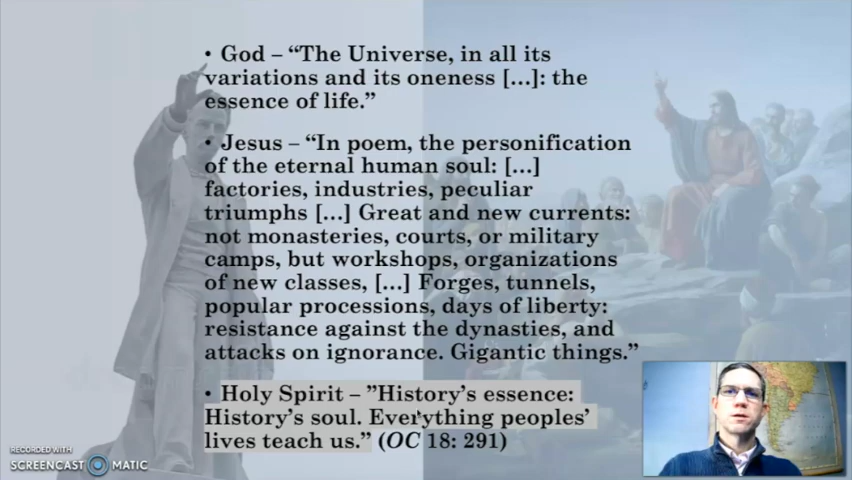 • God – “The Universe, in all its
variations and its oneness [...]: the
essence of life.”
• Jesus – “In poem, the personification
of the eternal human soul: [...]
factories, industries, peculiar
triumphs [...] Great and new currents:
not monasteries, courts, or military
camps, but workshops, organizations
of new classes, [...] Forges, tunnels,
popular processions, days of liberty:
resistance against the dynasties, and
attacks on ignorance. Gigantic things.”
• Holy Spirit – ”History’s essence:
History’s soul. Everything peoples’
lives teach us.” (OC 18: 291)
RECORDED WITH
SCREENCAST MATIC